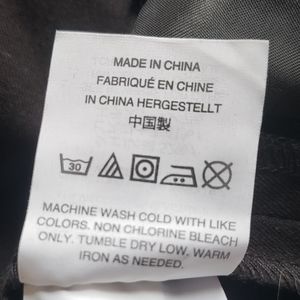 MADE IN CHINA
FABRIQUÉ EN CHINE
IN CHINA HERGESTELLT
中国製
30
MACHINE WASH COLD WITH LIKE
COLORS. NON CHLORINE BLEACH
ONLY. TUMBLE DRY LOW, WARM
IRON AS NEEDED.